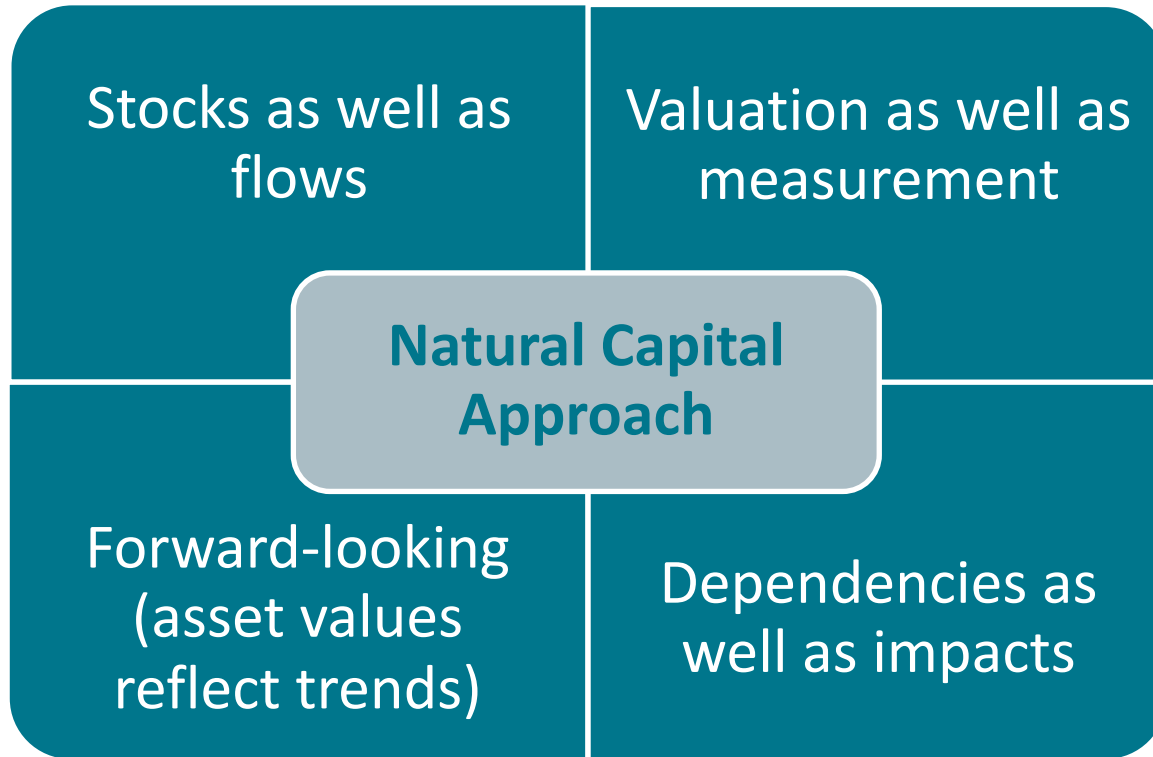 Stocks as well as
flows
Valuation as well as
measurement
Natural Capital
Approach
Forward-looking
(asset values
reflect trends)
Dependencies as
well as impacts